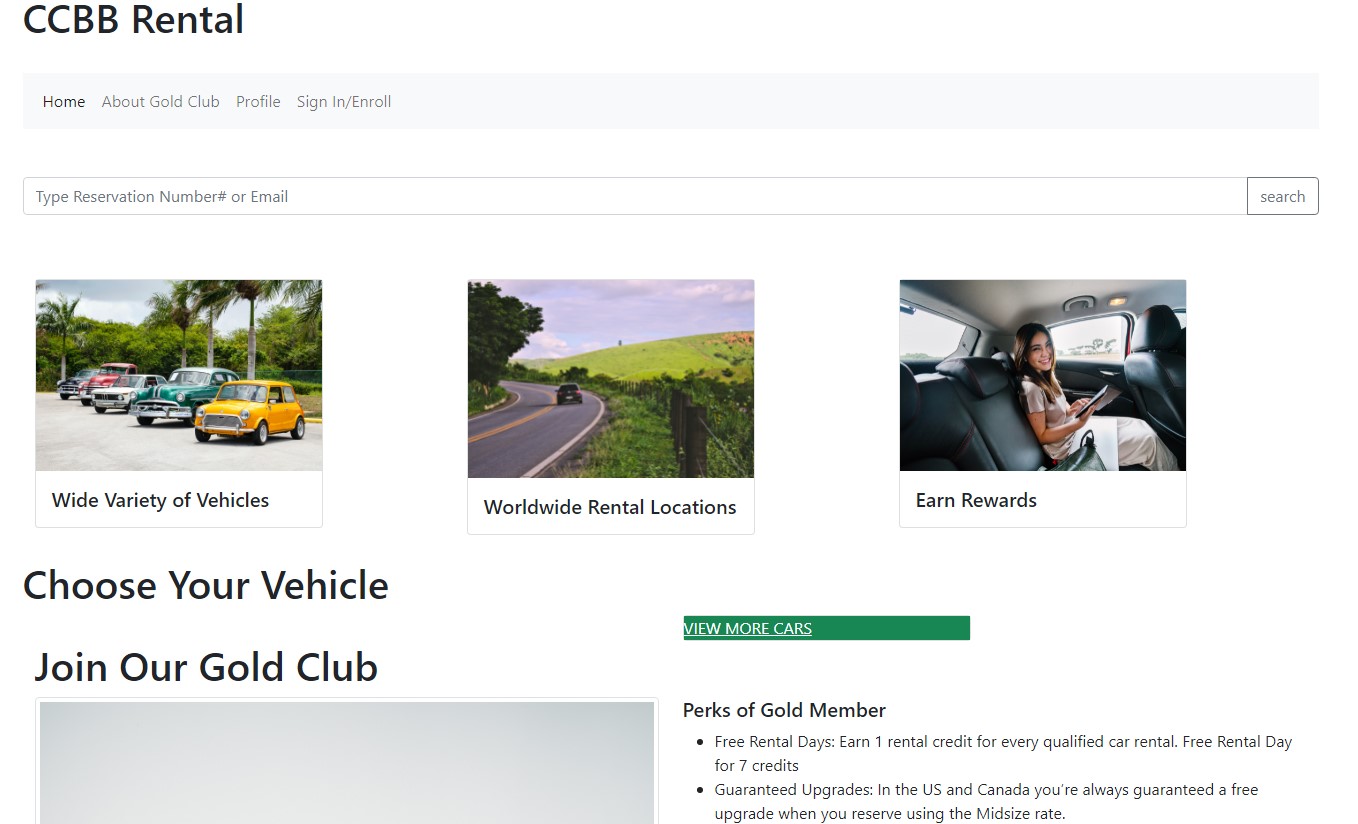 CCBB Rental
Home About Gold Club Profile Sign In/Enroll
Type Reservation Number# or Email search
Wide Variety of Vehicles
Worldwide Rental Locations
Earn Rewards
Choose Your Vehicle
VIEW MORE CARS
Join Our Gold Club
Perks of Gold Member
Free Rental Days: Earn 1 rental credit for every qualified car rental. Free Rental Day
for 7 credits
Guaranteed Upgrades: In the US and Canada you’re always guaranteed a free
upgrade when you reserve using the Midsize rate.